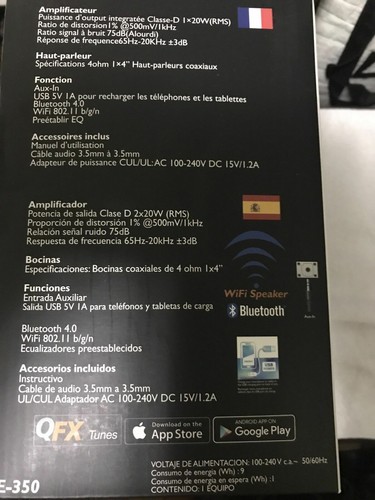 Amplificateur
Puissance d'output integratée Classe-D 1×20W(RMS)
Ratio de distorsion1% @500mV/1kHz
Ratio signal à bruit 75dB(Alourdi)
Réponse de frequence65Hz-20KHz ±3dB
Haut-parleur
Spécifications 4ohm 1×4” Haut-parleurs coaxiaux
Fonction
Aux-In
USB 5V 1A pour recharger les téléphones et les tablettes
Bluetooth 4.0
WiFi 802.11 b/g/n
Preétablir EQ
Accessoires inclus
Manuel d'utilisation
Câble audio 3.5mm à 3.5mm
Adapteur de puissance CUL/UL: AC 100-240V DC 15V/1.2A
Amplificador
Potencia de salida Clase D 2x20W (RMS)
Proporción de distorsión 1% @500mV/1kHz
Relación señal ruido 75dB
Respuesta de frecuencia 65Hz-20kHz ±3dB
Bocinas
Especificaciones: Bocinas coaxiales de 4 ohm 1x4”
Funciones
Entrada Auxiliar
Salida USB 5V 1A para teléfonos y tabletas de carga
Bluetooth 4.0
WiFi 802.11 b/g/n
Ecualizadores preestablecidos
WiFi Speaker
Bluetooth
Accesorios incluidos
Instructivo
Cable de audio 3.5mm a 3.5mm
UL/CUL Adaptador AC 100-240V DC 15V/1.2A
QFX Tunes
Download on the
App Store
ANDROID APP ON
Google Play
E-350
VOLTAJE DE ALIMENTACION: 100-240 V c.a~ 50/60Hz
Consumo de energia (Wh) : 9
Consumo de energia en espera (Wh) : 1
CONTENIDO: 1 EQUIPO